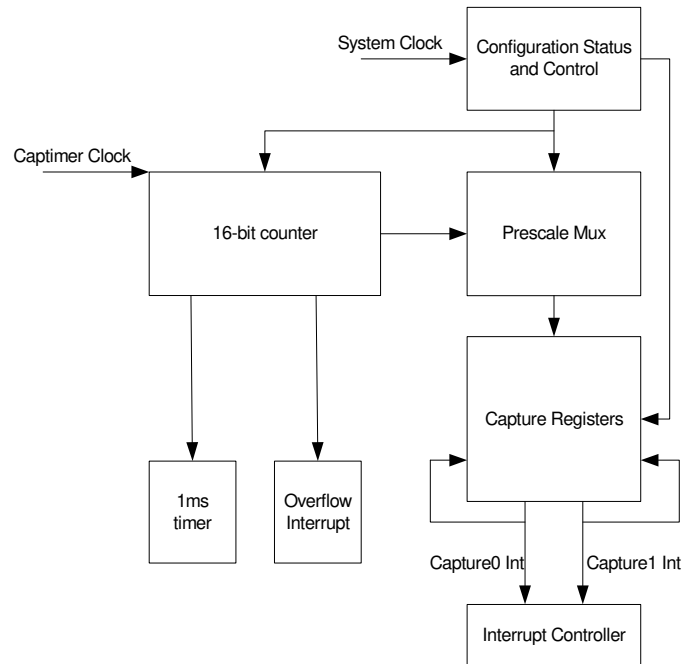 System Clock
Configuration Status
and Control
Captimer Clock
16-bit counter
Prescale Mux
Capture Registers
1ms
timer
Overflow
Interrupt
Capture0 Int
Capture1 Int
Interrupt Controller